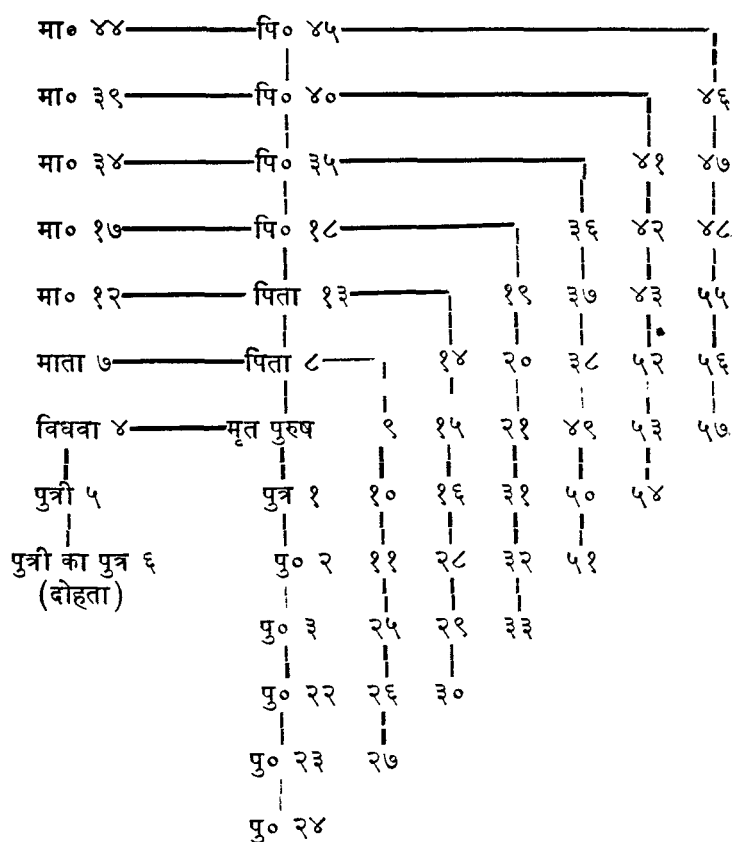 मा० ४४ पि० ४५
मा० ३९ पि० ४० ४६
मा० ३४ पि० ३५ ४१ ४७
मा० १७ पि० १८ ३६ ४२ ४८
मा० १२ पिता १३ १९ ३७ ४३ ५५
माता ७ पिता ८ १४ २० ३८ ५२ ५६
विधवा ४ मृत पुरुष ९ १५ २१ ४९ ५३ ५७
पुत्री ५ पुत्र १ १० १६ ३१ ५० ५४
पुत्री का पुत्र ६ पु० २ ११ २८ ३२ ५१
(दोहता)
पु० ३ २५ २९ ३३
पु० २२ २६ ३०
पु० २३ २७
पु० २४